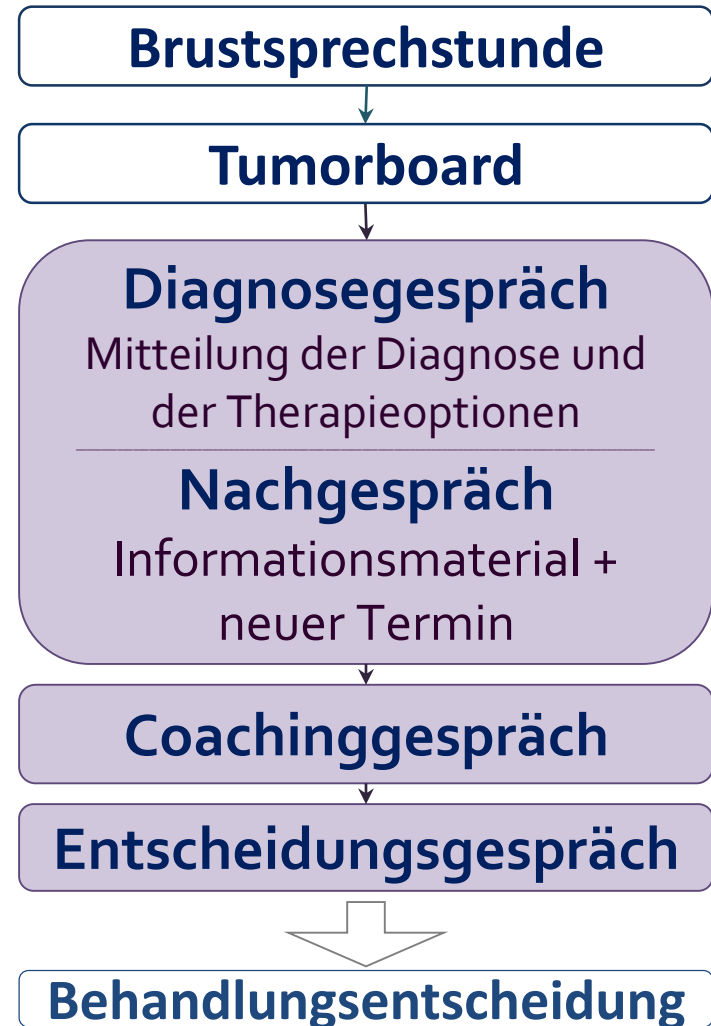 Brustsprechstunde
Tumorboard
Diagnosegespräch
Mitteilung der Diagnose und
der Therapieoptionen
Nachgespräch
Informationsmaterial +
neuer Termin
Coachinggespräch
Entscheidungsgespräch
Behandlungsentscheidung